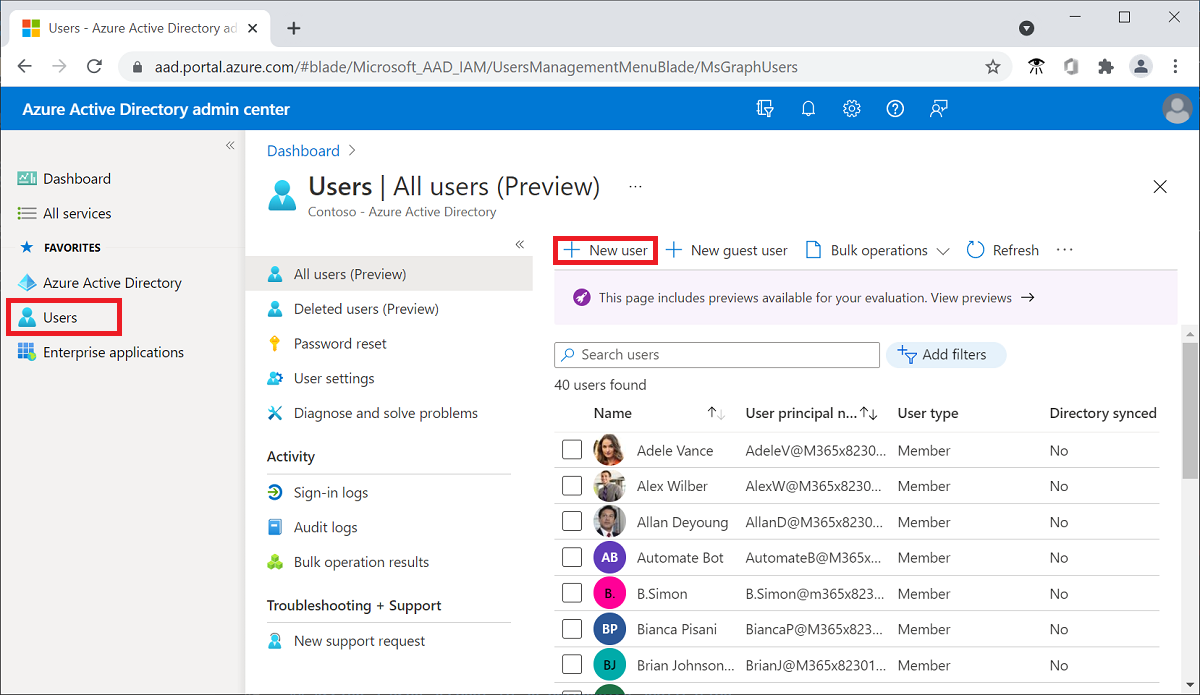 Users - Azure Active Directory ad
aad.portal.azure.com/#blade/Microsoft_AAD_IAM/UsersManagementMenuBlade/MsGraphUsers
Azure Active Directory admin center
Dashboard
All services
FAVORITES
Azure Active Directory
Users
Enterprise applications
Dashboard >
Users | All users (Preview) ...
Contoso - Azure Active Directory
All users (Preview)
Deleted users (Preview)
Password reset
User settings
Diagnose and solve problems
Activity
Sign-in logs
Audit logs
Bulk operation results
Troubleshooting + Support
New support request
New user New guest user Bulk operations Refresh ...
This page includes previews available for your evaluation. View previews →
Search users Add filters
40 users found
Name User principal n... User type Directory synced
Adele Vance AdeleV@M365x8230... Member No
Alex Wilber AlexW@M365x8230... Member No
Allan Deyoung AllanD@M365x8230... Member No
AB Automate Bot AutomateB@M365x... Member No
B. B.Simon B.Simon@m365x823... Member No
BP Bianca Pisani BiancaP@M365x823... Member No
BJ Brian Johnson... BrianJ@M365x82301... Member No